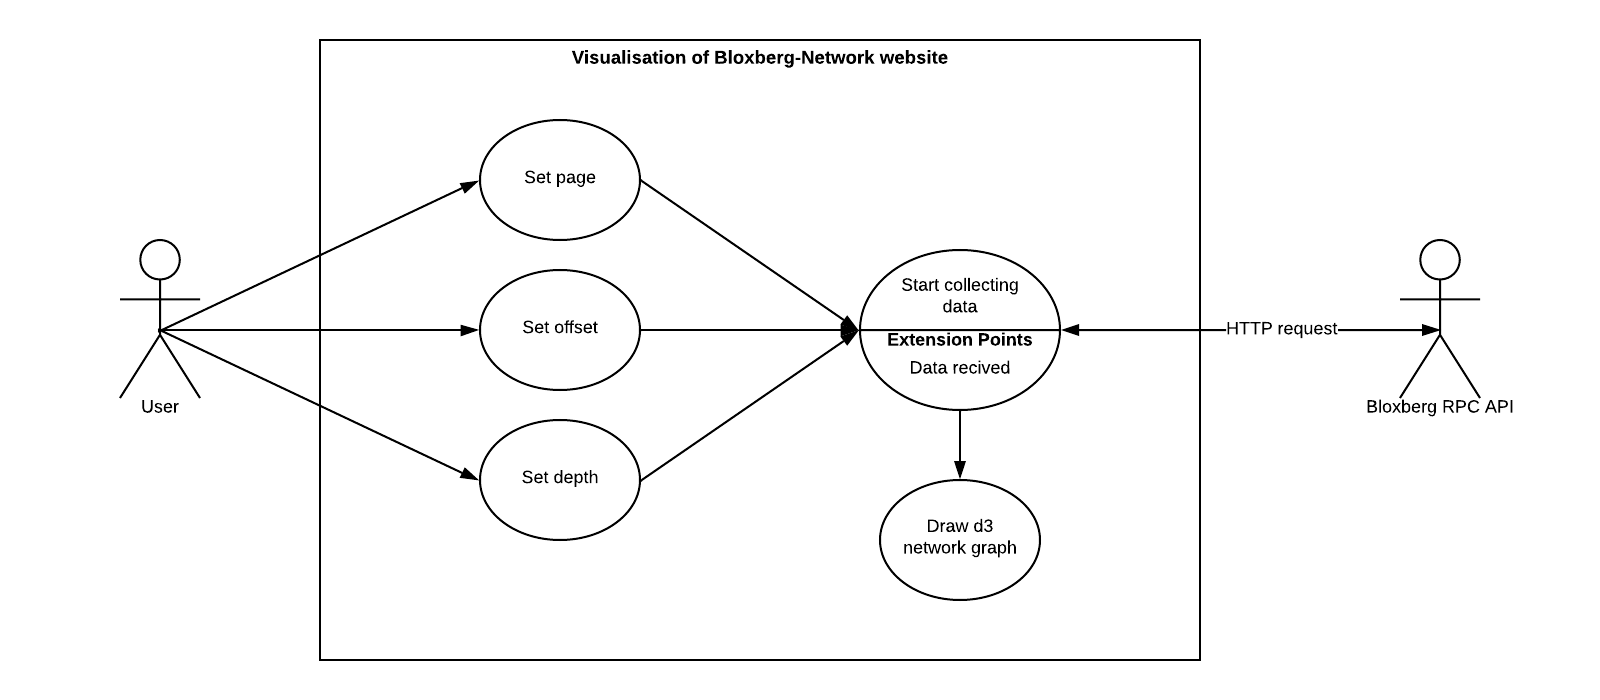 Visualisation of Bloxberg-Network website
Set page
Set offset
Set depth
Start collecting
data
Extension Points
Data recived
Draw d3
network graph
HTTP request
User
Bloxberg RPC API